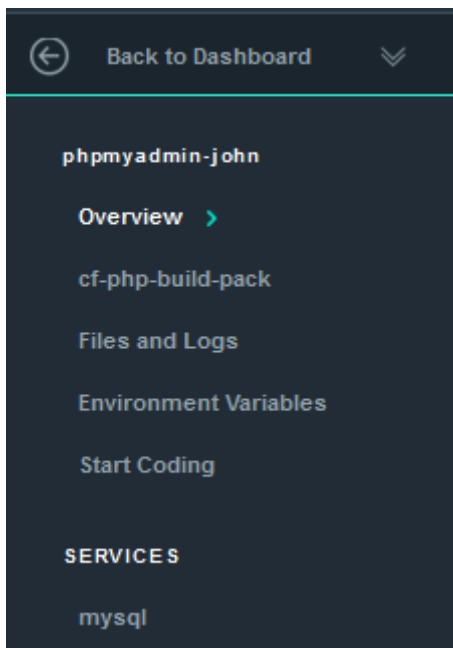 Back to Dashboard
phpmyadmin-john
Overview
cf-php-build-pack
Files and Logs
Environment Variables
Start Coding
SERVICES
mysql